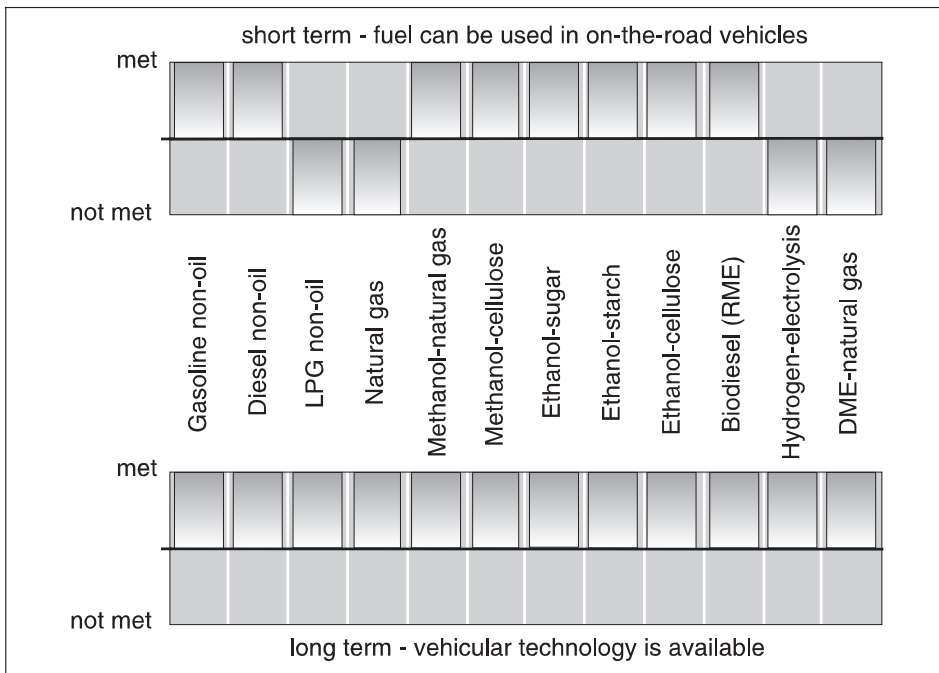 short term - fuel can be used in on-the-road vehicles
met
not met
Gasoline non-oil
Diesel non-oil
LPG non-oil
Natural gas
Methanol-natural gas
Methanol-cellulose
Ethanol-sugar
Ethanol-starch
Ethanol-cellulose
Biodiesel (RME)
Hydrogen-electrolysis
DME-natural gas
met
not met
long term - vehicular technology is available